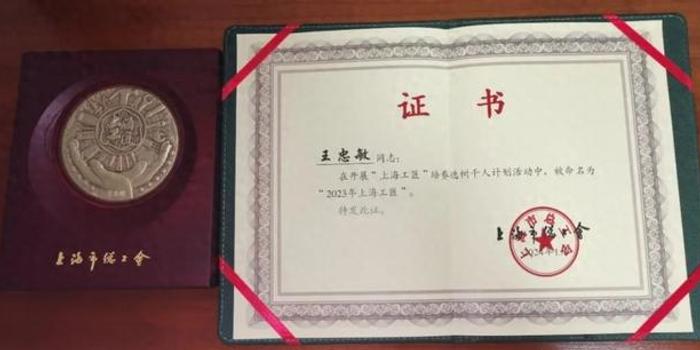 上海市总工会
证书
王忠敏 同志：
在开展“上海工匠”培养选树千人计划活动中，被命名为
“2023年上海工匠”。
特发此证。
上海市总工会